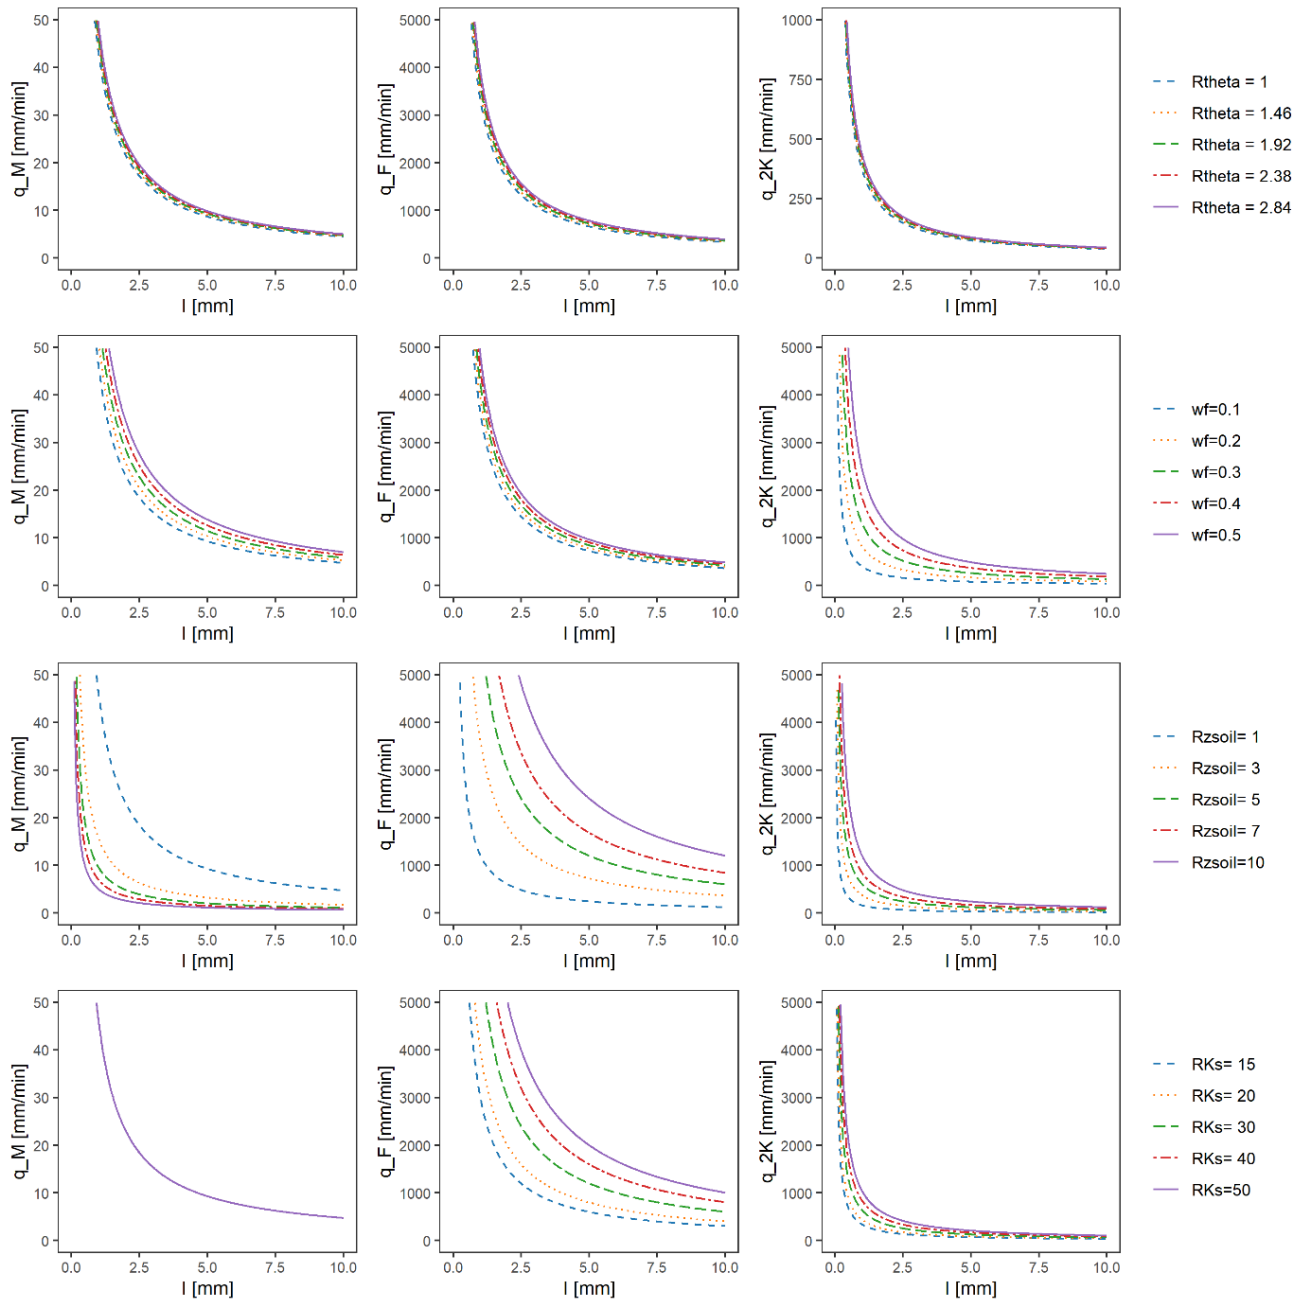 50
40
30
20
10
0
q_M [mm/min]
0.0 2.5 5.0 7.5 10.0
I [mm]
5000
4000
3000
2000
1000
0
q_F [mm/min]
0.0 2.5 5.0 7.5 10.0
I [mm]
1000
750
500
250
0
q_2K [mm/min]
0.0 2.5 5.0 7.5 10.0
I [mm]
Rtheta = 1
Rtheta = 1.46
Rtheta = 1.92
Rtheta = 2.38
Rtheta = 2.84
50
40
30
20
10
0
q_M [mm/min]
0.0 2.5 5.0 7.5 10.0
I [mm]
5000
4000
3000
2000
1000
0
q_F [mm/min]
0.0 2.5 5.0 7.5 10.0
I [mm]
5000
4000
3000
2000
1000
0
q_2K [mm/min]
0.0 2.5 5.0 7.5 10.0
I [mm]
wf=0.1
wf=0.2
wf=0.3
wf=0.4
wf=0.5
50
40
30
20
10
0
q_M [mm/min]
0.0 2.5 5.0 7.5 10.0
I [mm]
5000
4000
3000
2000
1000
0
q_F [mm/min]
0.0 2.5 5.0 7.5 10.0
I [mm]
5000
4000
3000
2000
1000
0
q_2K [mm/min]
0.0 2.5 5.0 7.5 10.0
I [mm]
Rzsoil= 1
Rzsoil= 3
Rzsoil= 5
Rzsoil= 7
Rzsoil=10
50
40
30
20
10
0
q_M [mm/min]
0.0 2.5 5.0 7.5 10.0
I [mm]
5000
4000
3000
2000
1000
0
q_F [mm/min]
0.0 2.5 5.0 7.5 10.0
I [mm]
5000
4000
3000
2000
1000
0
q_2K [mm/min]
0.0 2.5 5.0 7.5 10.0
I [mm]
RKs= 15
RKs= 20
RKs= 30
RKs= 40
RKs=50